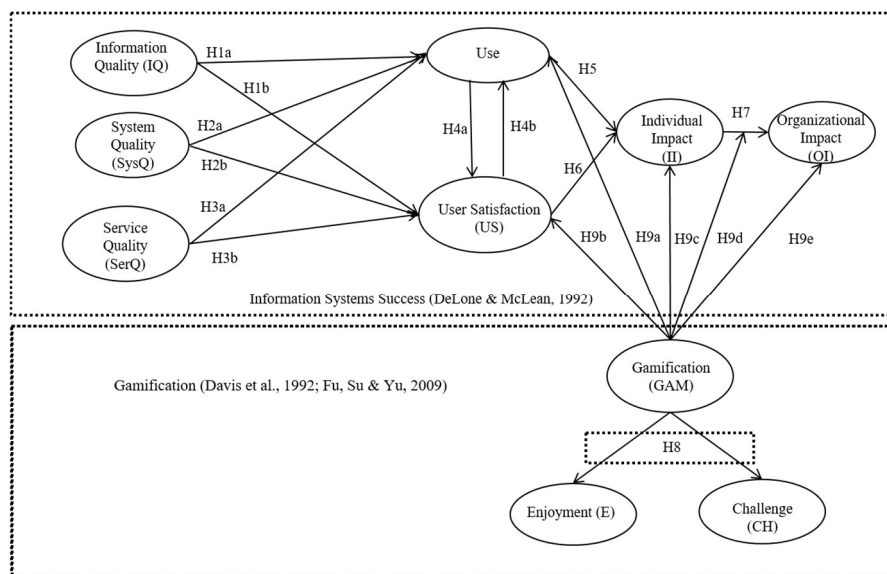 Information
Quality (IQ)
H1a
Use
H1b
H5
System
Quality
(SysQ)
H2a
H2b
H4a
H4b
Individual
Impact
(II)
H7
Organizational
Impact
(OI)
H6
H3a
User Satisfaction
(US)
Service
Quality
(SerQ)
H3b
H9b
H9a
H9c
H9d
H9e
Information Systems Success (DeLone & McLean, 1992)
Gamification (Davis et al., 1992; Fu, Su & Yu, 2009)
Gamification
(GAM)
H8
Enjoyment (E)
Challenge
(CH)